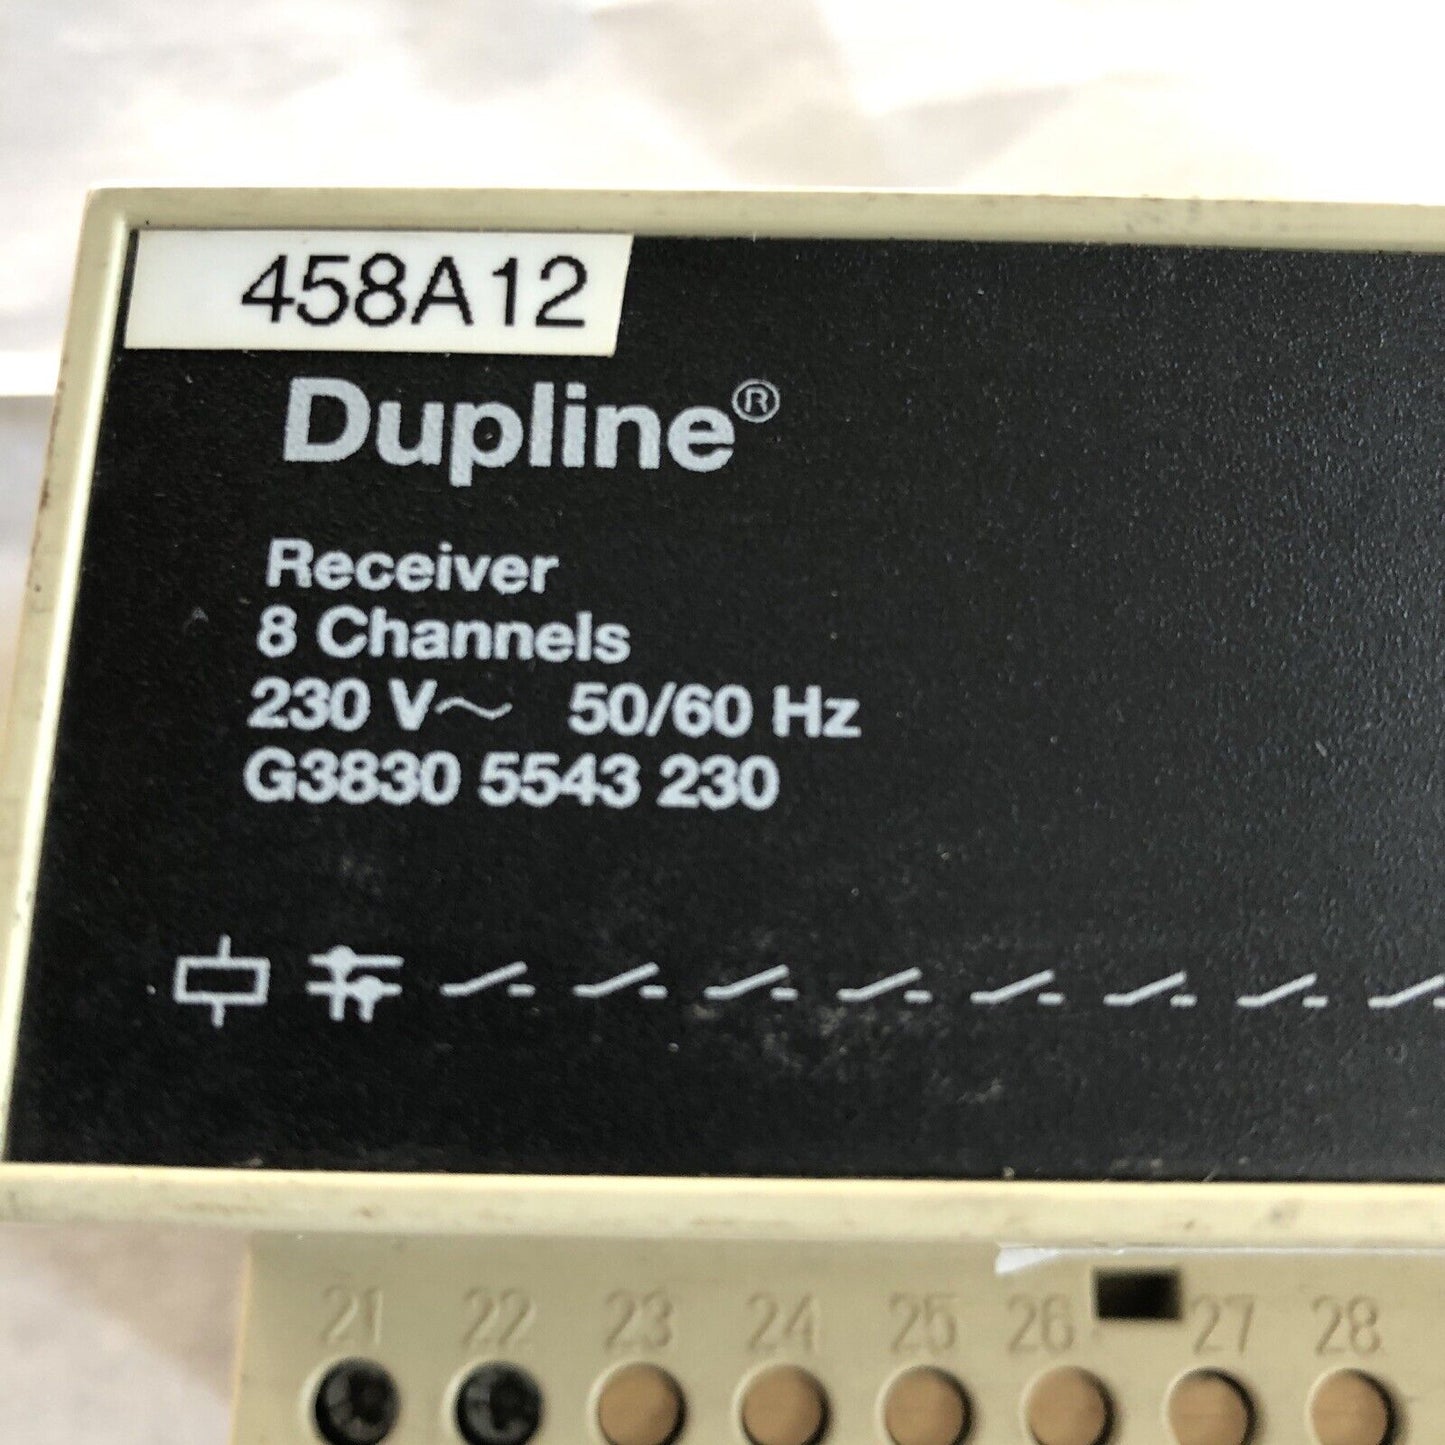 458A12
Dupline®
Receiver
8 Channels
230 V~ 50/60 Hz
G3830 5543 230
21 22 23 24 25 26 27 28